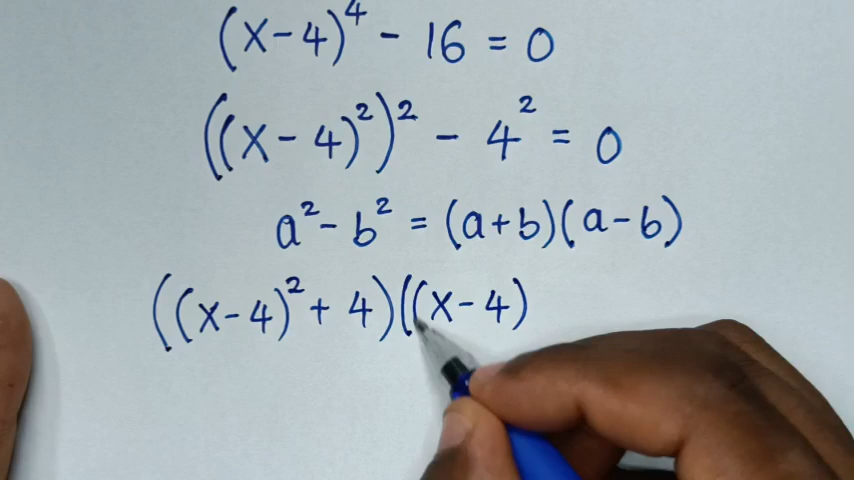 (x-4)⁴ - 16 = 0
((x-4)²)² - 4² = 0
a² - b² = (a+b)(a-b)
((x-4)² + 4)((x-4)